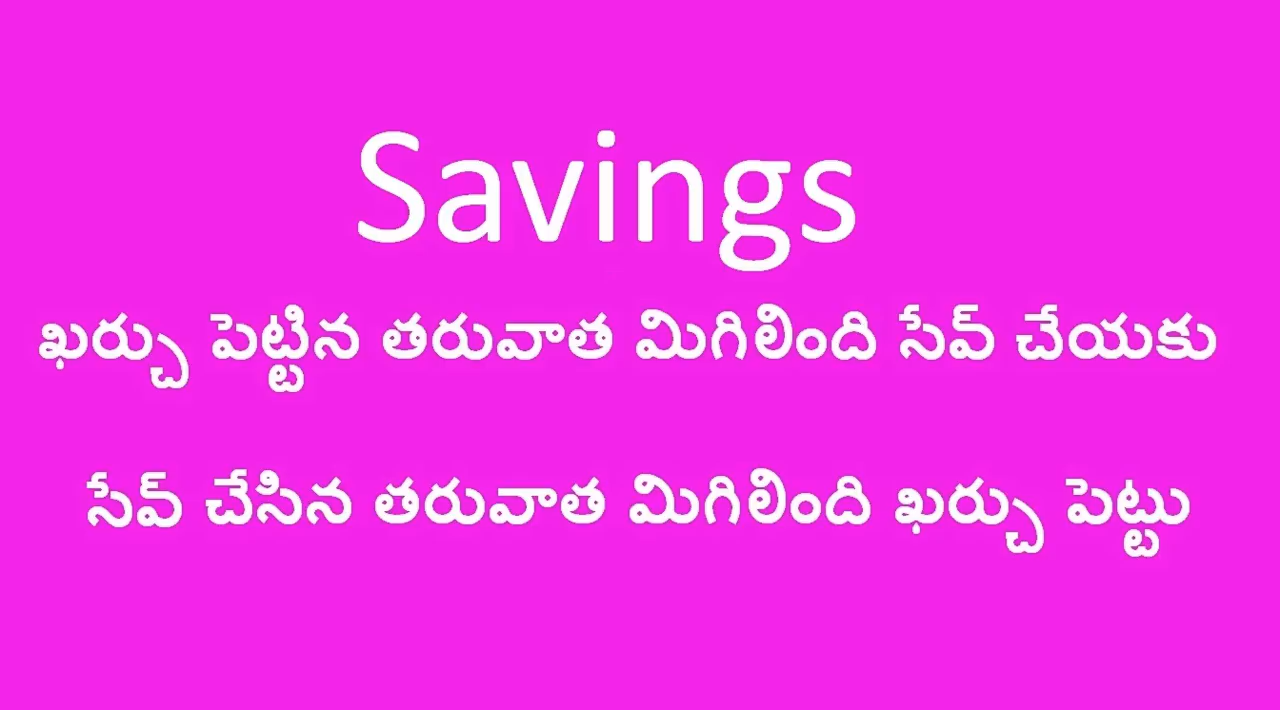 Savings
ఖర్చు పెట్టిన తరువాత మిగిలింది సేవ్ చేయకు
సేవ్ చేసిన తరువాత మిగిలింది ఖర్చు పెట్టు